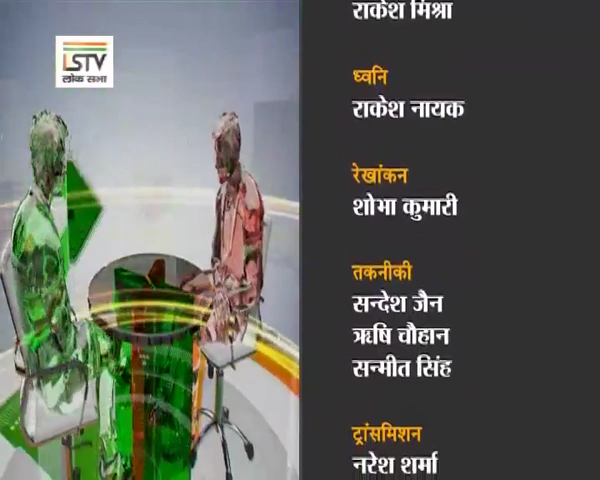 LSTV
लोक सभा
राकेश मिश्रा
ध्वनि
राकेश नायक
रेखांकन
शोभा कुमारी
तकनीकी
सन्देश जैन
ऋषि चौहान
सन्मीत सिंह
ट्रांसमिशन
नरेश शर्मा